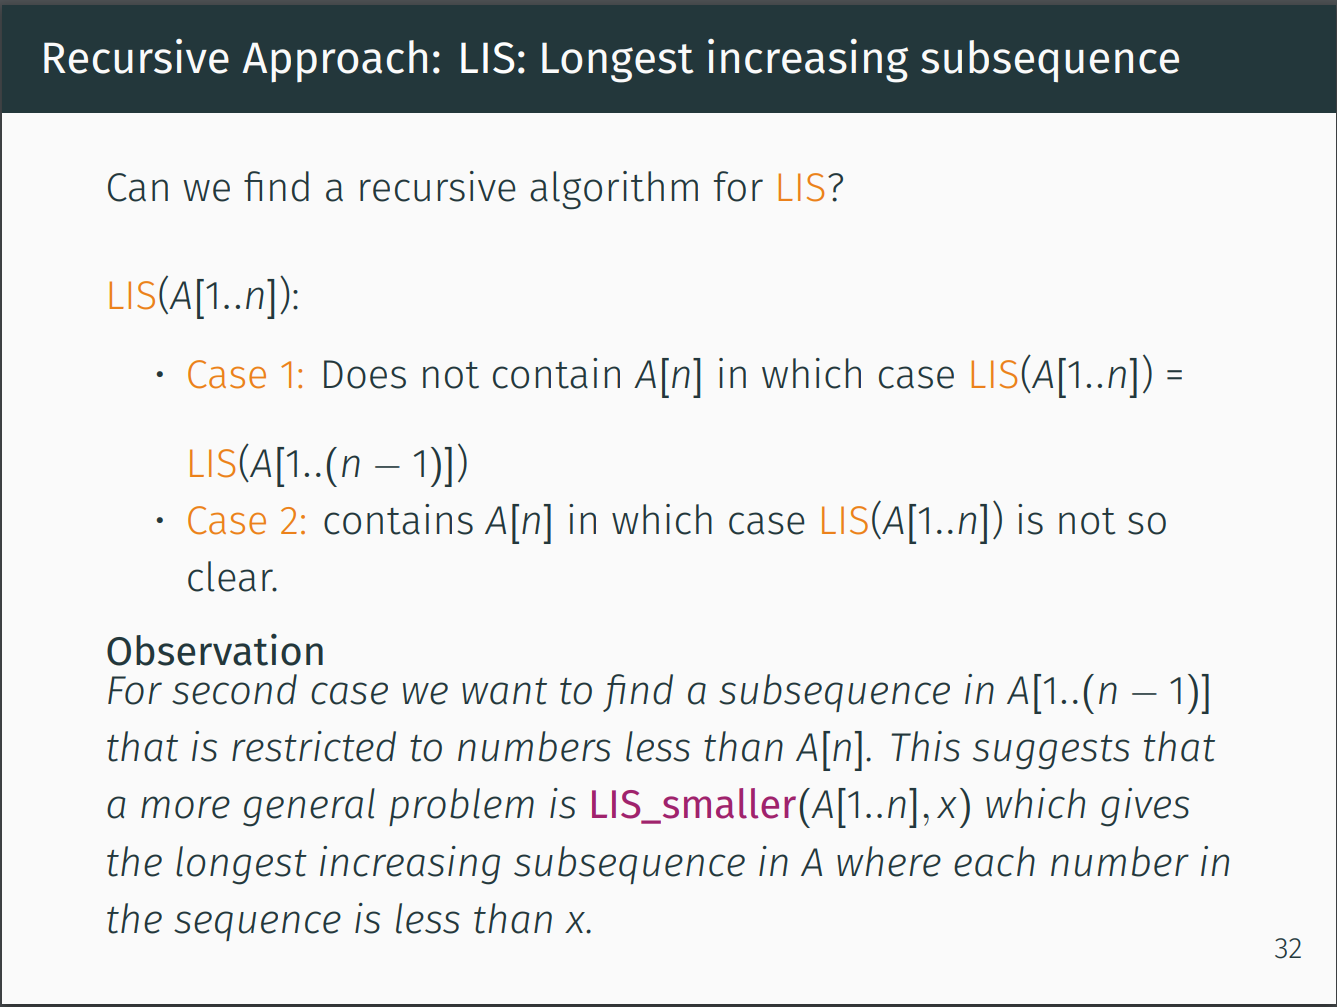 Recursive Approach: LIS: Longest increasing subsequence
Can we find a recursive algorithm for LIS?
LIS(A[1..n]):
· Case 1: Does not contain A[n] in which case LIS(A[1..n]) =
LIS(A[1..(n − 1)])
· Case 2: contains A[n] in which case LIS(A[1..n]) is not so
clear.
Observation
For second case we want to find a subsequence in A[1..(n − 1)]
that is restricted to numbers less than A[n]. This suggests that
a more general problem is LIS_smaller(A[1..n], x) which gives
the longest increasing subsequence in A where each number in
the sequence is less than x.
32